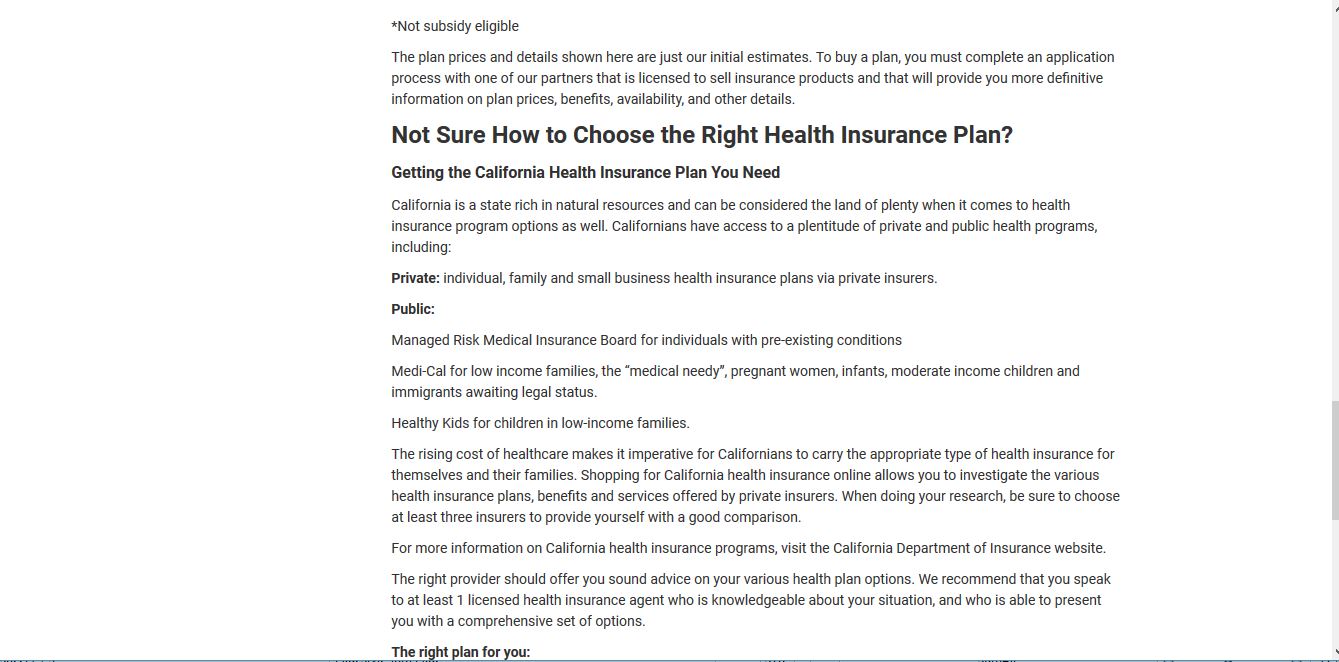 *Not subsidy eligible
The plan prices and details shown here are just our initial estimates. To buy a plan, you must complete an application
process with one of our partners that is licensed to sell insurance products and that will provide you more definitive
information on plan prices, benefits, availability, and other details.
Not Sure How to Choose the Right Health Insurance Plan?
Getting the California Health Insurance Plan You Need
California is a state rich in natural resources and can be considered the land of plenty when it comes to health
insurance program options as well. Californians have access to a plentitude of private and public health programs,
including:
Private: individual, family and small business health insurance plans via private insurers.
Public:
Managed Risk Medical Insurance Board for individuals with pre-existing conditions
Medi-Cal for low income families, the “medical needy”, pregnant women, infants, moderate income children and
immigrants awaiting legal status.
Healthy Kids for children in low-income families.
The rising cost of healthcare makes it imperative for Californians to carry the appropriate type of health insurance for
themselves and their families. Shopping for California health insurance online allows you to investigate the various
health insurance plans, benefits and services offered by private insurers. When doing your research, be sure to choose
at least three insurers to provide yourself with a good comparison.
For more information on California health insurance programs, visit the California Department of Insurance website.
The right provider should offer you sound advice on your various health plan options. We recommend that you speak
to at least 1 licensed health insurance agent who is knowledgeable about your situation, and who is able to present
you with a comprehensive set of options.
The right plan for you: